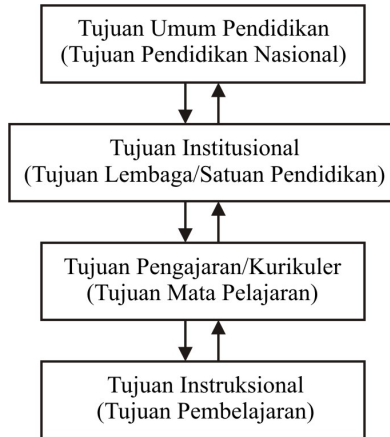 Tujuan Umum Pendidikan
(Tujuan Pendidikan Nasional)
Tujuan Institusional
(Tujuan Lembaga/Satuan Pendidikan)
Tujuan Pengajaran/Kurikuler
(Tujuan Mata Pelajaran)
Tujuan Instruksional
(Tujuan Pembelajaran)